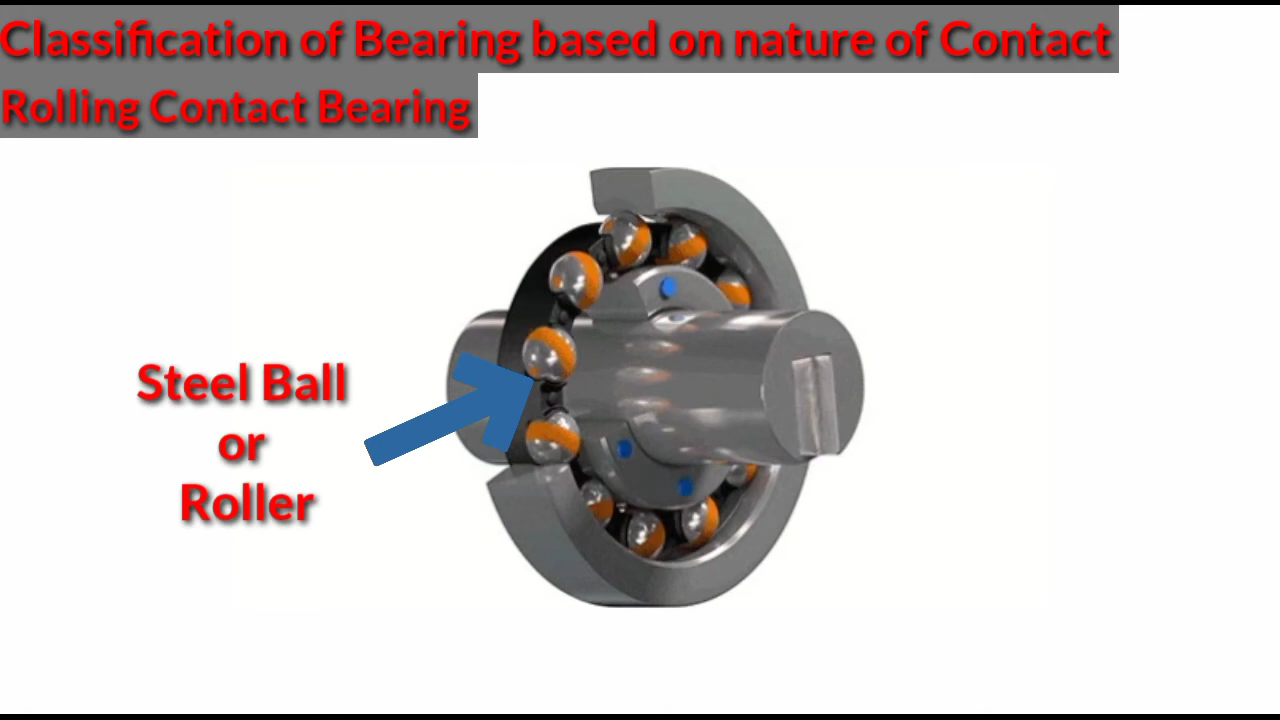 Classification of Bearing based on nature of Contact
Rolling Contact Bearing
Steel Ball
or
Roller